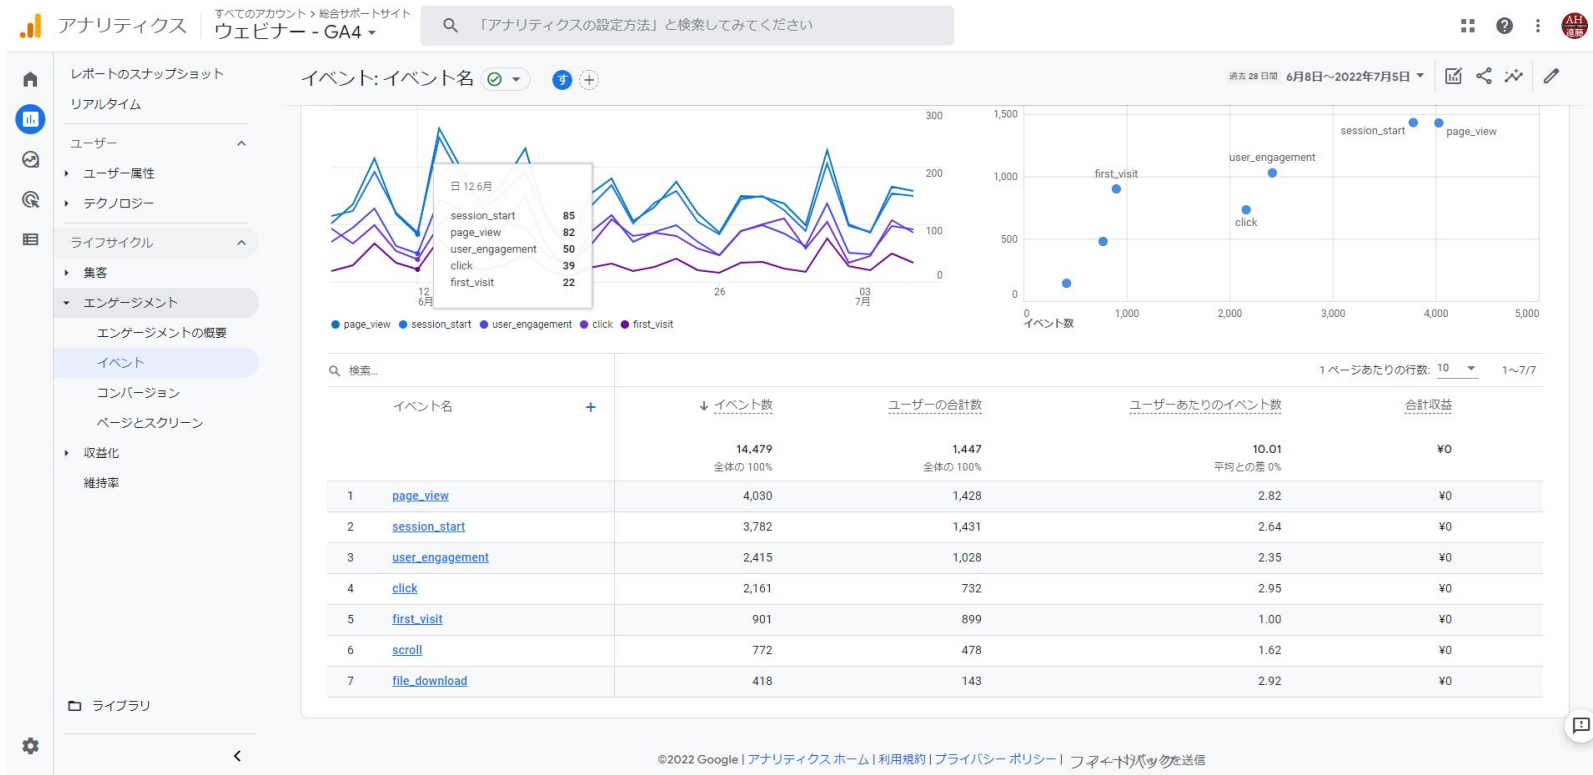 アナリティクス
すべてのアカウント > 総合サポートサイト
ウェビナー - GA4
「アナリティクスの設定方法」と検索してみてください
AH
遠藤
レポートのスナップショット
リアルタイム
ユーザー
ユーザー属性
テクノロジー
ライフサイクル
集客
エンゲージメント
エンゲージメントの概要
イベント
コンバージョン
ページとスクリーン
収益化
維持率
ライブラリ
イベント: イベント名
す
過去 28 日間 6月8日～2022年7月5日
300
200
100
0
日 12 6月
session_start 85
page_view 82
user_engagement 50
click 39
first_visit 22
12
6月
26
03
7月
page_view session_start user_engagement click first_visit
1,500
1,000
500
0
session_start
page_view
user_engagement
first_visit
click
0 1,000 2,000 3,000 4,000 5,000
イベント数
検索...
1 ページあたりの行数: 10 1～7/7
イベント名 + ↓ イベント数 ユーザーの合計数 ユーザーあたりのイベント数 合計収益
14,479 1,447 10.01 ¥0
全体の 100% 全体の 100% 平均との差 0%
1 page_view 4,030 1,428 2.82 ¥0
2 session_start 3,782 1,431 2.64 ¥0
3 user_engagement 2,415 1,028 2.35 ¥0
4 click 2,161 732 2.95 ¥0
5 first_visit 901 899 1.00 ¥0
6 scroll 772 478 1.62 ¥0
7 file_download 418 143 2.92 ¥0
©2022 Google | アナリティクス ホーム | 利用規約 | プライバシー ポリシー | フィードバックを送信